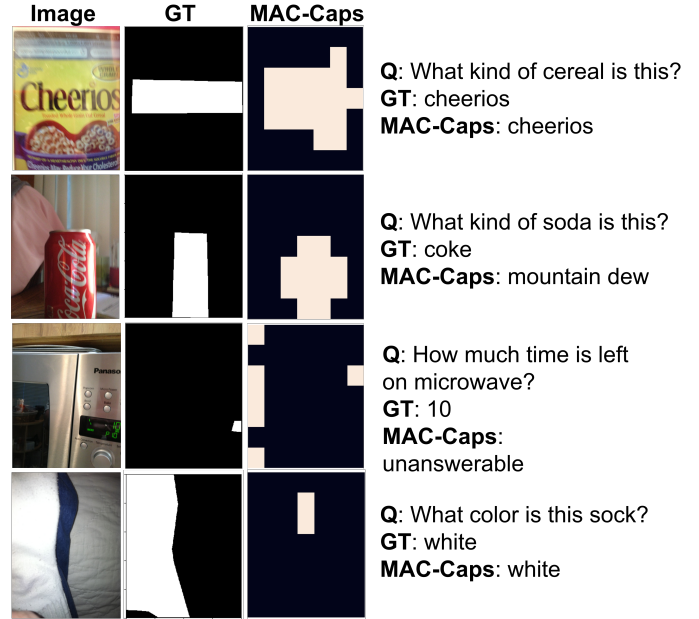 Image GT MAC-Caps
Cheerios
Q: What kind of cereal is this?
GT: cheerios
MAC-Caps: cheerios
Coca-Cola
Q: What kind of soda is this?
GT: coke
MAC-Caps: mountain dew
Panaso
Q: How much time is left
on microwave?
GT: 10
MAC-Caps:
unanswerable
Q: What color is this sock?
GT: white
MAC-Caps: white